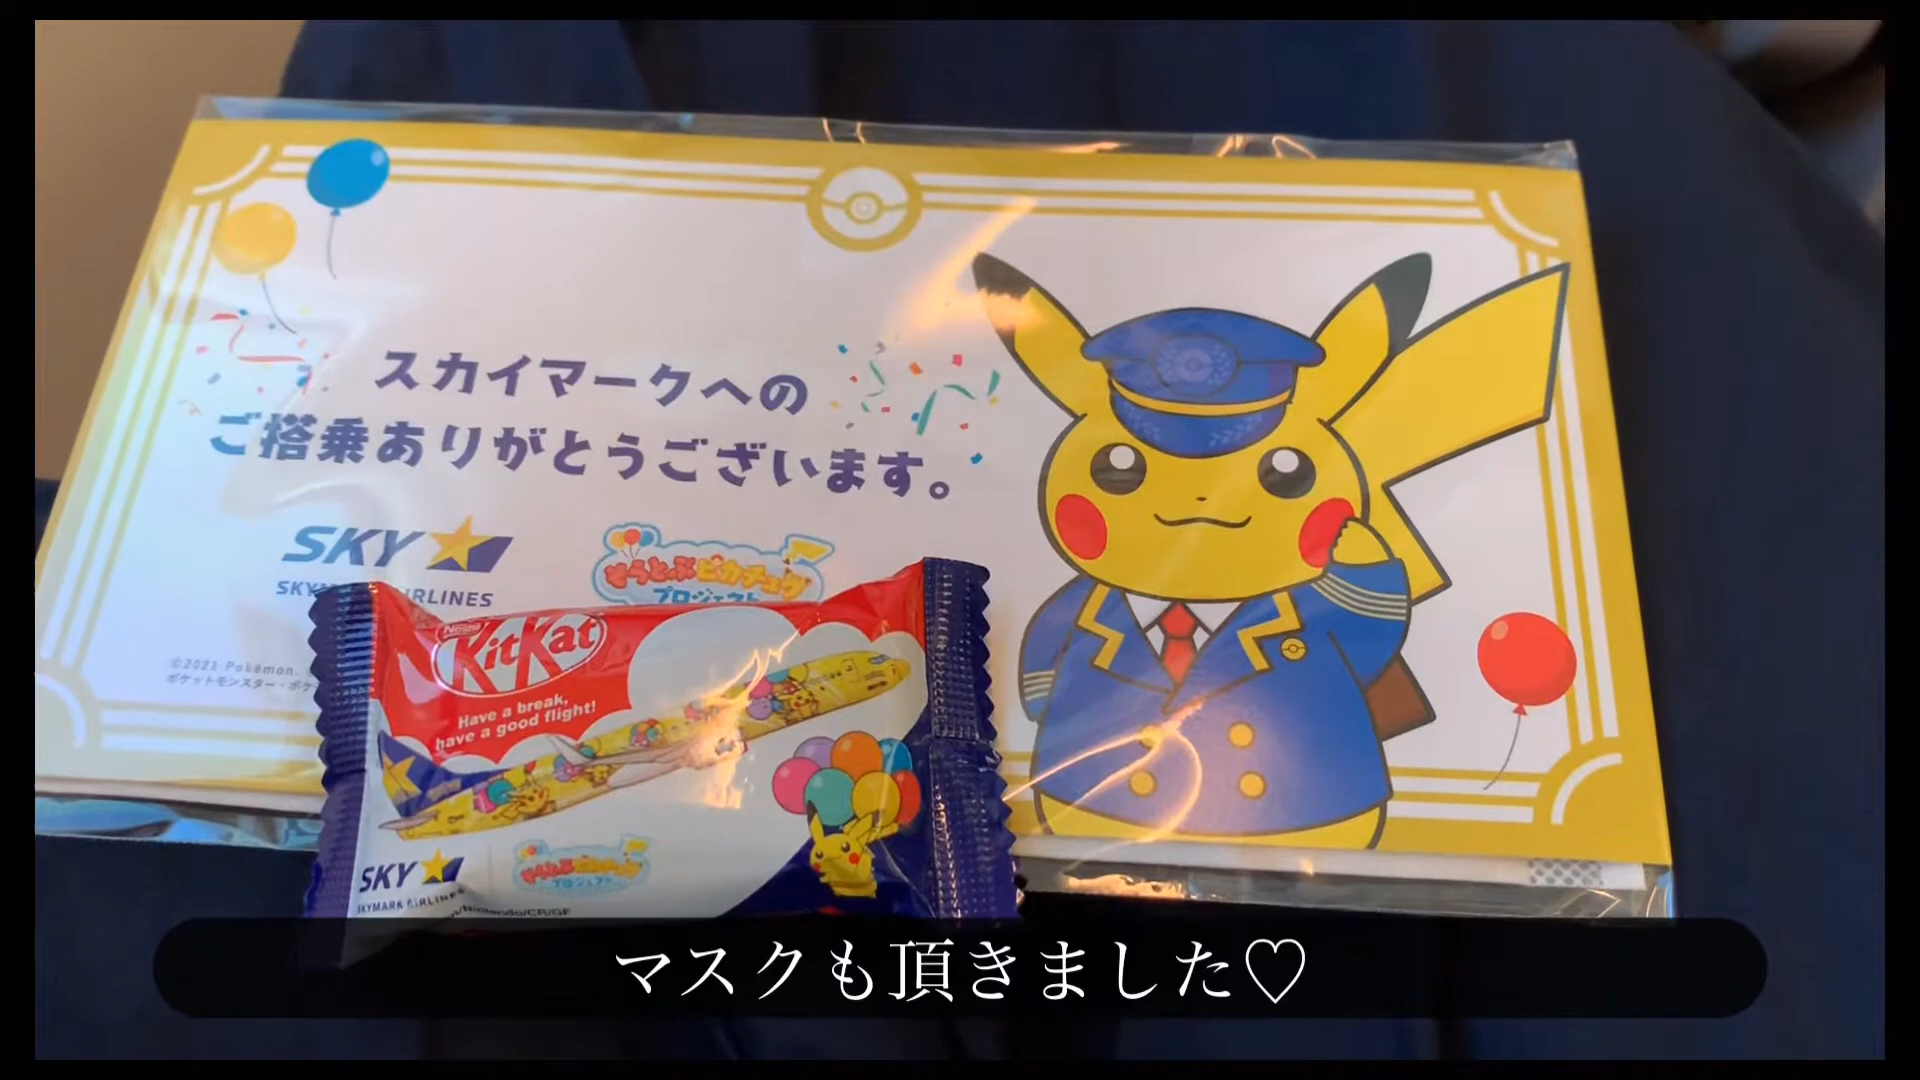 スカイマークへの
ご搭乗ありがとうございます。
SKY
そらとぶピカチュウ
プロジェクト
©2021 Pokémon.
ポケットモンスター・ポケ
Nestlé
KitKat
Have a break,
have a good flight!
SKY
SKYMARK AIRLINES
そらとぶピカチュウ
プロジェクト
/Nintendo/CR/GF
マスクも頂きました♡